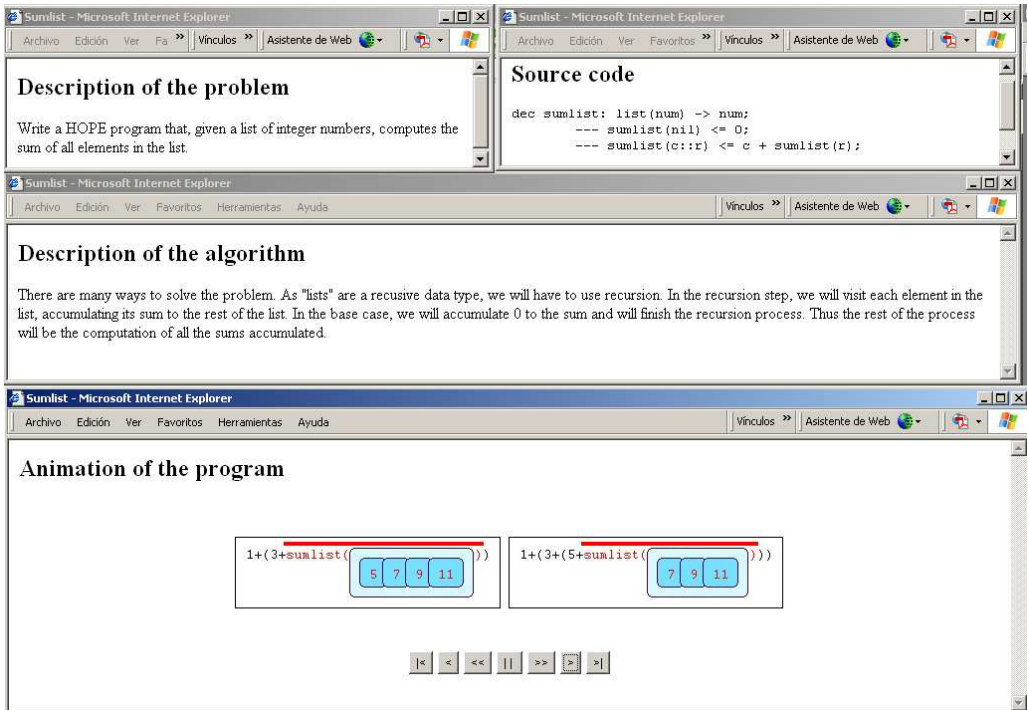 Sumlist - Microsoft Internet Explorer
Archivo Edición Ver Fa » Vínculos » Asistente de Web
Description of the problem
Write a HOPE program that, given a list of integer numbers, computes the
sum of all elements in the list.
Sumlist - Microsoft Internet Explorer
Archivo Edición Ver Favoritos » Vínculos » Asistente de Web
Source code
dec sumlist: list(num) -> num;
--- sumlist(nil) <= 0;
--- sumlist(c::r) <= c + sumlist(r);
Sumlist - Microsoft Internet Explorer
Archivo Edición Ver Favoritos Herramientas Ayuda Vínculos » Asistente de Web
Description of the algorithm
There are many ways to solve the problem. As "lists" are a recusive data type, we will have to use recursion. In the recursion step, we will visit each element in the
list, accumulating its sum to the rest of the list. In the base case, we will accumulate 0 to the sum and will finish the recursion process. Thus the rest of the process
will be the computation of all the sums accumulated.
Sumlist - Microsoft Internet Explorer
Archivo Edición Ver Favoritos Herramientas Ayuda Vínculos » Asistente de Web
Animation of the program
1+(3+sumlist( 5 7 9 11 )) 1+(3+(5+sumlist( 7 9 11 )))
|< < << || >> > >|